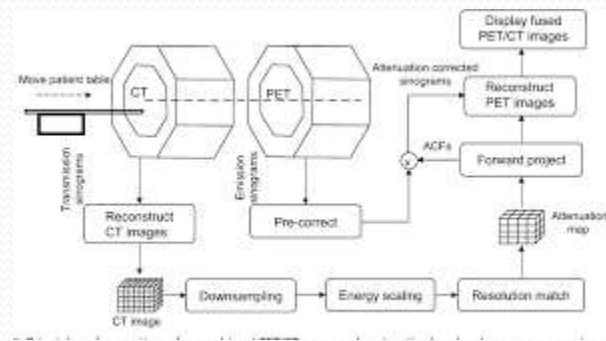 Display fused
PET/CT images
Attenuation corrected
sinograms
Move patient table
CT
PET
Reconstruct
PET images
ACFs
x
Forward project
Transmission
sinograms
Emission
sinograms
Reconstruct
CT images
Pre-correct
Attenuation
map
Downsampling
Energy scaling
Resolution match
CT image